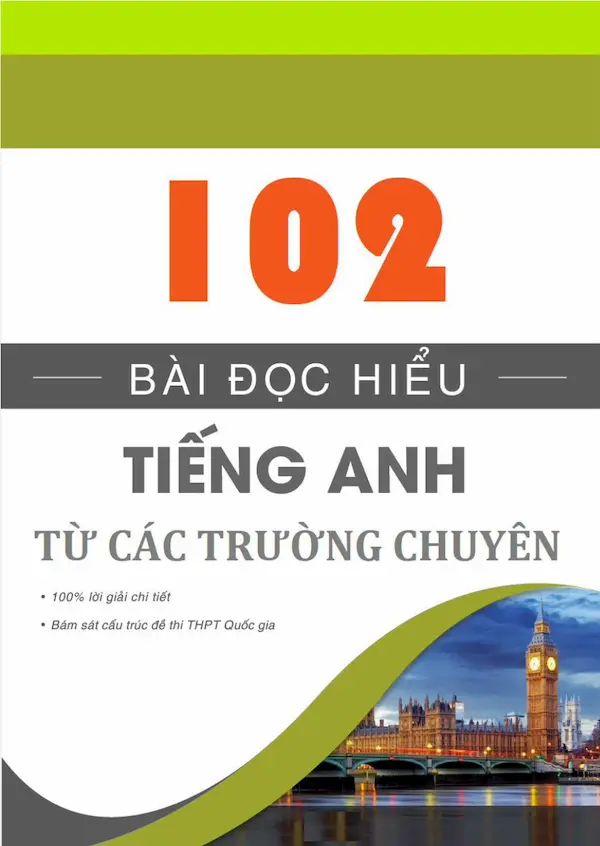 102
BÀI ĐỌC HIỂU
TIẾNG ANH
TỪ CÁC TRƯỜNG CHUYÊN
• 100% lời giải chi tiết
• Bám sát cấu trúc đề thi THPT Quốc gia